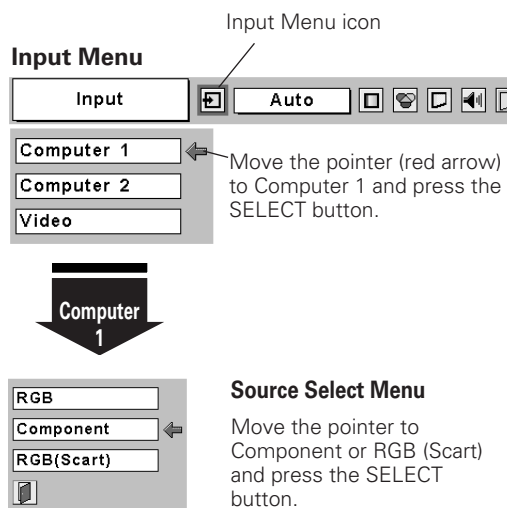 Input Menu icon
Input Menu
Input
Auto
Computer 1
Computer 2
Video
Move the pointer (red arrow)
to Computer 1 and press the
SELECT button.
Computer
1
RGB
Component
RGB(Scart)
Source Select Menu
Move the pointer to
Component or RGB (Scart)
and press the SELECT
button.